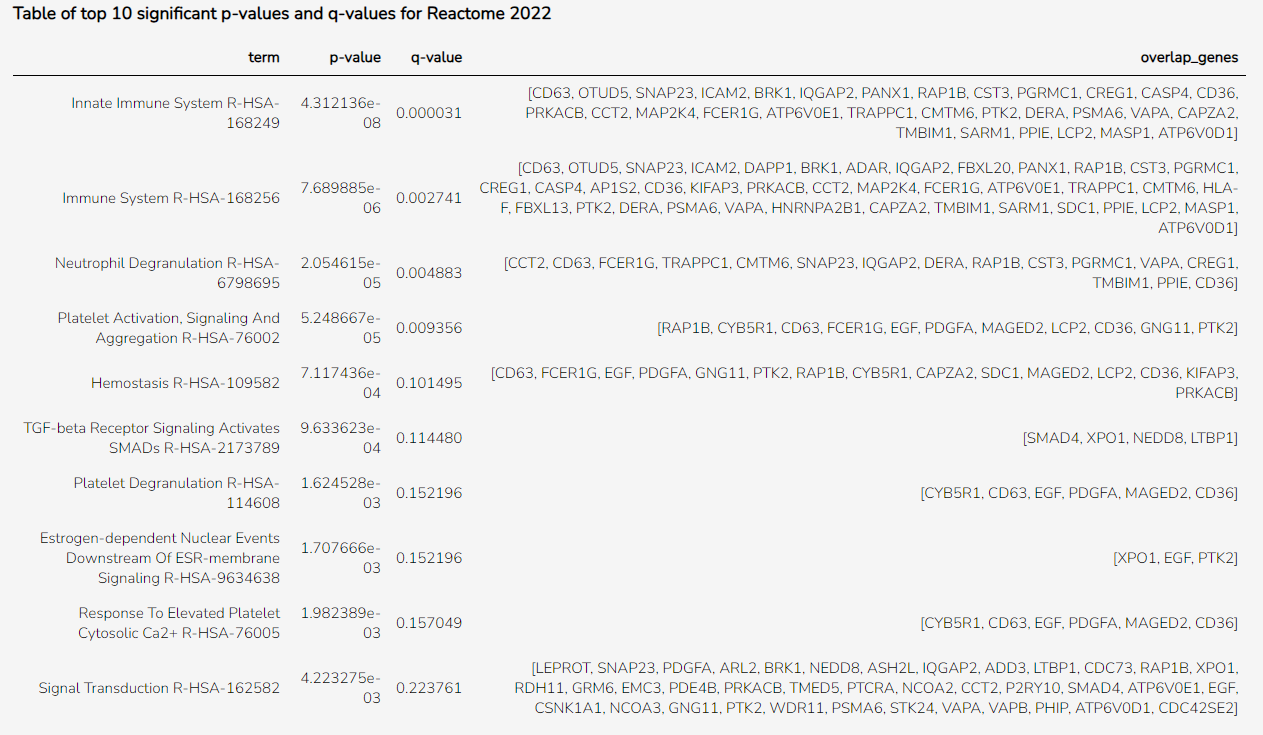 Table of top 10 significant p-values and q-values for Reactome 2022
term p-value q-value overlap_genes
Innate Immune System R-HSA-168249 4.312136e-08 0.000031 [CD63, OTUD5, SNAP23, ICAM2, BRK1, IQGAP2, PANX1, RAP1B, CST3, PGRMC1, CREG1, CASP4, CD36,
PRKACB, CCT2, MAP2K4, FCER1G, ATP6V0E1, TRAPPC1, CMTM6, PTK2, DERA, PSMA6, VAPA, CAPZA2,
TMBIM1, SARM1, PPIE, LCP2, MASP1, ATP6V0D1]
Immune System R-HSA-168256 7.689885e-06 0.002741 [CD63, OTUD5, SNAP23, ICAM2, DAPP1, BRK1, ADAR, IQGAP2, FBXL20, PANX1, RAP1B, CST3, PGRMC1,
CREG1, CASP4, AP1S2, CD36, KIFAP3, PRKACB, CCT2, MAP2K4, FCER1G, ATP6V0E1, TRAPPC1, CMTM6, HLA-
F, FBXL13, PTK2, DERA, PSMA6, VAPA, HNRNPA2B1, CAPZA2, TMBIM1, SARM1, SDC1, PPIE, LCP2, MASP1,
ATP6V0D1]
Neutrophil Degranulation R-HSA-6798695 2.054615e-05 0.004883 [CCT2, CD63, FCER1G, TRAPPC1, CMTM6, SNAP23, IQGAP2, DERA, RAP1B, CST3, PGRMC1, VAPA, CREG1,
TMBIM1, PPIE, CD36]
Platelet Activation, Signaling And Aggregation R-HSA-76002 5.248667e-05 0.009356 [RAP1B, CYB5R1, CD63, FCER1G, EGF, PDGFA, MAGED2, LCP2, CD36, GNG11, PTK2]
Hemostasis R-HSA-109582 7.117436e-04 0.101495 [CD63, FCER1G, EGF, PDGFA, GNG11, PTK2, RAP1B, CYB5R1, CAPZA2, SDC1, MAGED2, LCP2, CD36, KIFAP3,
PRKACB]
TGF-beta Receptor Signaling Activates SMADs R-HSA-2173789 9.633623e-04 0.114480 [SMAD4, XPO1, NEDD8, LTBP1]
Platelet Degranulation R-HSA-114608 1.624528e-03 0.152196 [CYB5R1, CD63, EGF, PDGFA, MAGED2, CD36]
Estrogen-dependent Nuclear Events Downstream Of ESR-membrane Signaling R-HSA-9634638 1.707666e-03 0.152196 [XPO1, EGF, PTK2]
Response To Elevated Platelet Cytosolic Ca2+ R-HSA-76005 1.982389e-03 0.157049 [CYB5R1, CD63, EGF, PDGFA, MAGED2, CD36]
Signal Transduction R-HSA-162582 4.223275e-03 0.223761 [LEPROT, SNAP23, PDGFA, ARL2, BRK1, NEDD8, ASH2L, IQGAP2, ADD3, LTBP1, CDC73, RAP1B, XPO1,
RDH11, GRM6, EMC3, PDE4B, PRKACB, TMED5, PTCRA, NCOA2, CCT2, P2RY10, SMAD4, ATP6V0E1, EGF,
CSNK1A1, NCOA3, GNG11, PTK2, WDR11, PSMA6, STK24, VAPA, VAPB, PHIP, ATP6V0D1, CDC42SE2]